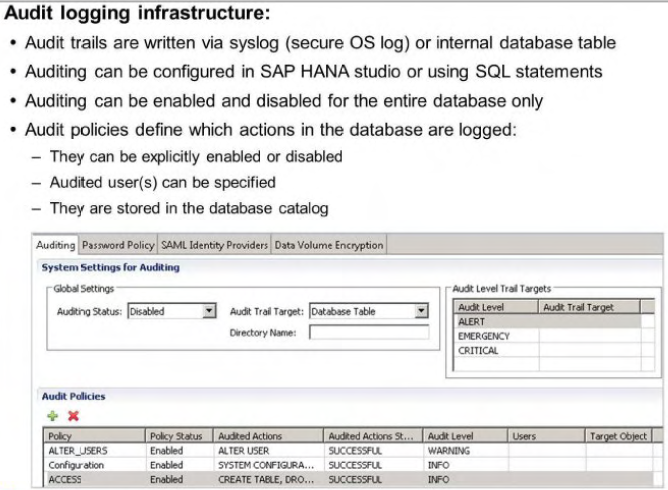 Audit logging infrastructure:
• Audit trails are written via syslog (secure OS log) or internal database table
• Auditing can be configured in SAP HANA studio or using SQL statements
• Auditing can be enabled and disabled for the entire database only
• Audit policies define which actions in the database are logged:
– They can be explicitly enabled or disabled
– Audited user(s) can be specified
– They are stored in the database catalog
Auditing Password Policy SAML Identity Providers Data Volume Encryption
System Settings for Auditing
Global Settings
Auditing Status: Disabled Audit Trail Target: Database Table
Directory Name:
Audit Level Trail Targets
Audit Level Audit Trail Target
ALERT
EMERGENCY
CRITICAL
Audit Policies
Policy Policy Status Audited Actions Audited Actions St... Audit Level Users Target Object
ALTER_USERS Enabled ALTER USER SUCCESSFUL WARNING
Configuration Enabled SYSTEM CONFIGURA... SUCCESSFUL INFO
ACCESS Enabled CREATE TABLE, DRO... SUCCESSFUL INFO